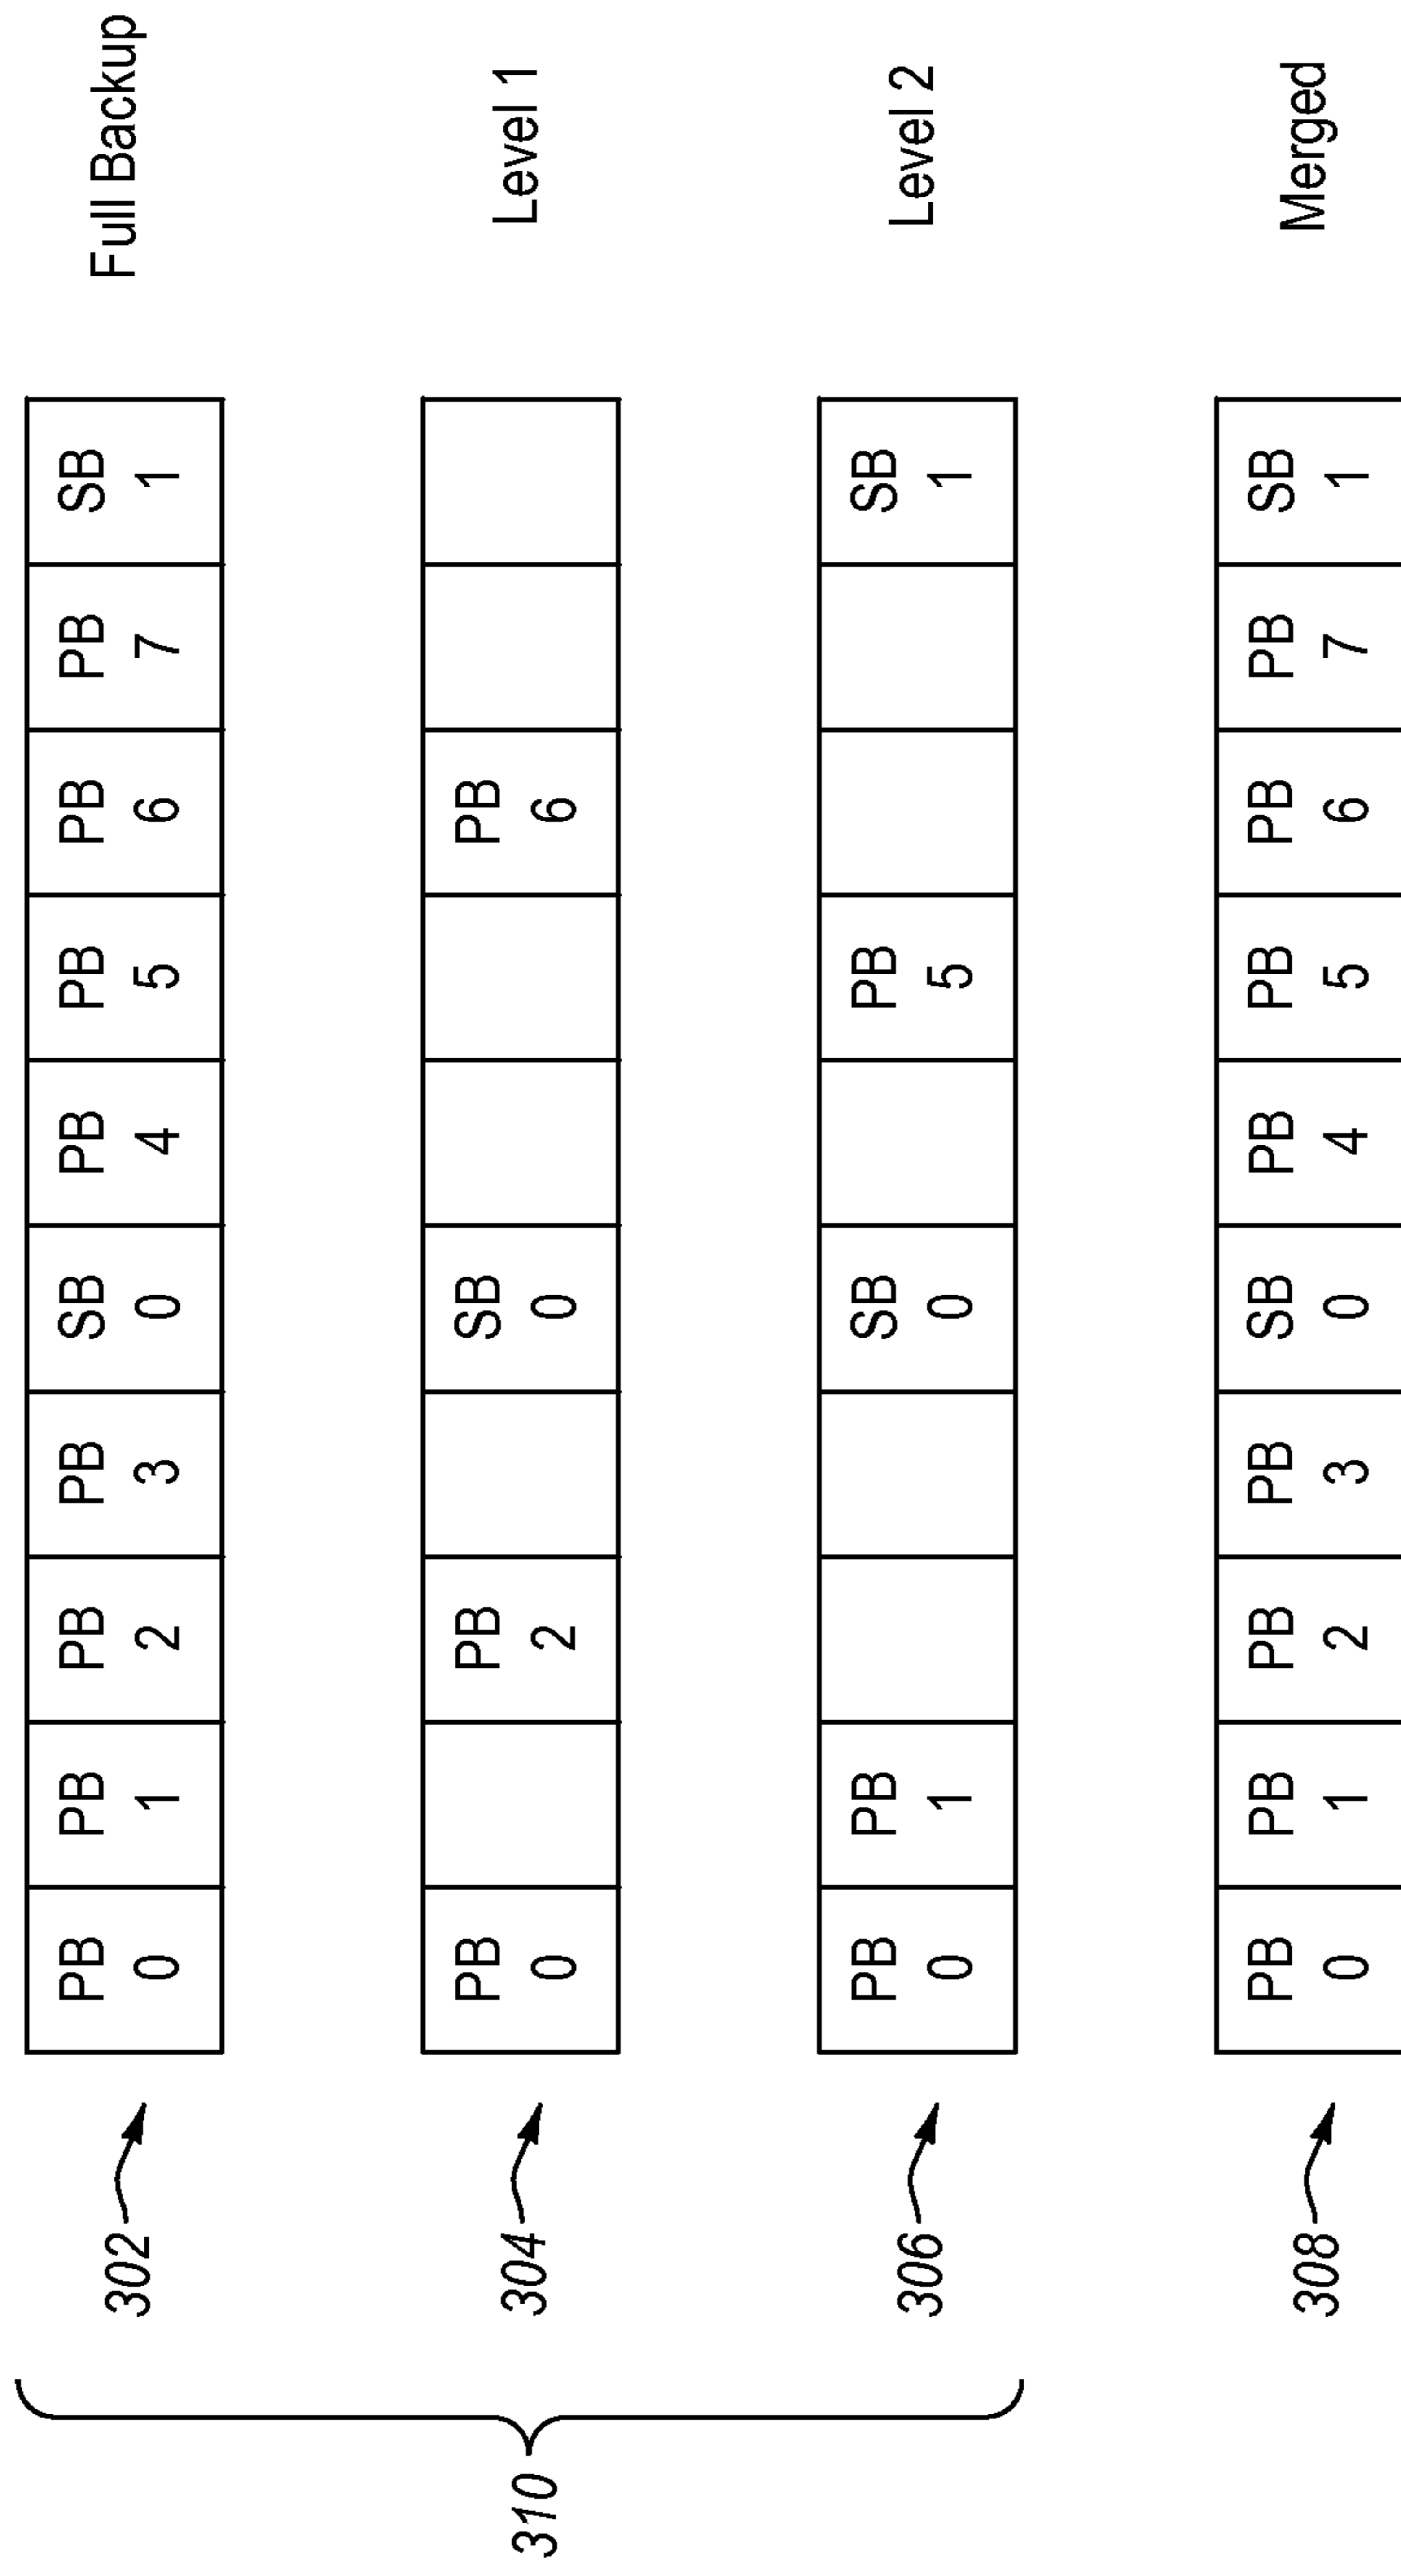 302
PB PB PB PB SB PB PB PB PB SB
0 1 2 3 0 4 5 6 7 1
Full Backup
310
304
PB PB SB PB
0 2 0 6
Level 1
306
PB PB SB PB SB
0 1 0 5 1
Level 2
308
PB PB PB PB SB PB PB PB PB SB
0 1 2 3 0 4 5 6 7 1
Merged